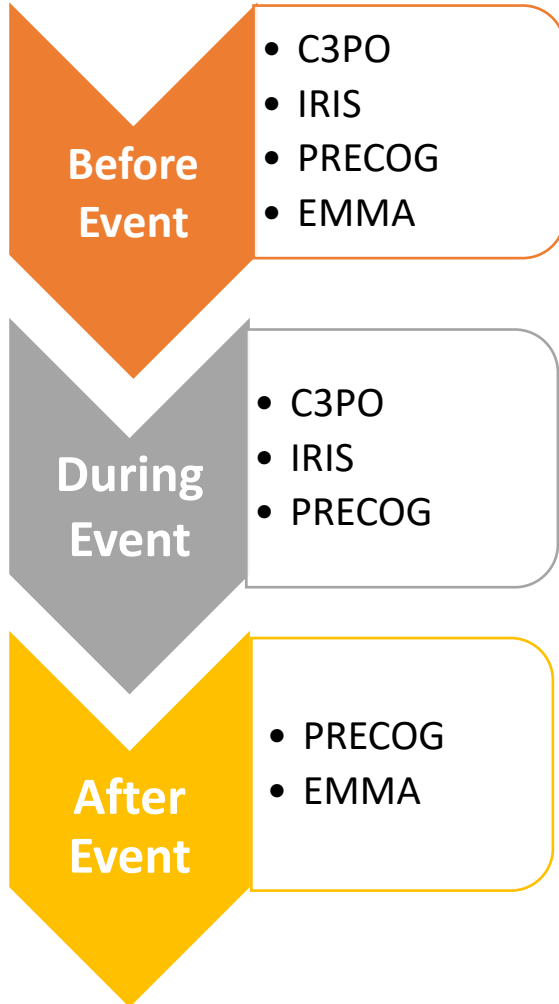 Before
Event
• C3PO
• IRIS
• PRECOG
• EMMA
During
Event
• C3PO
• IRIS
• PRECOG
After
Event
• PRECOG
• EMMA